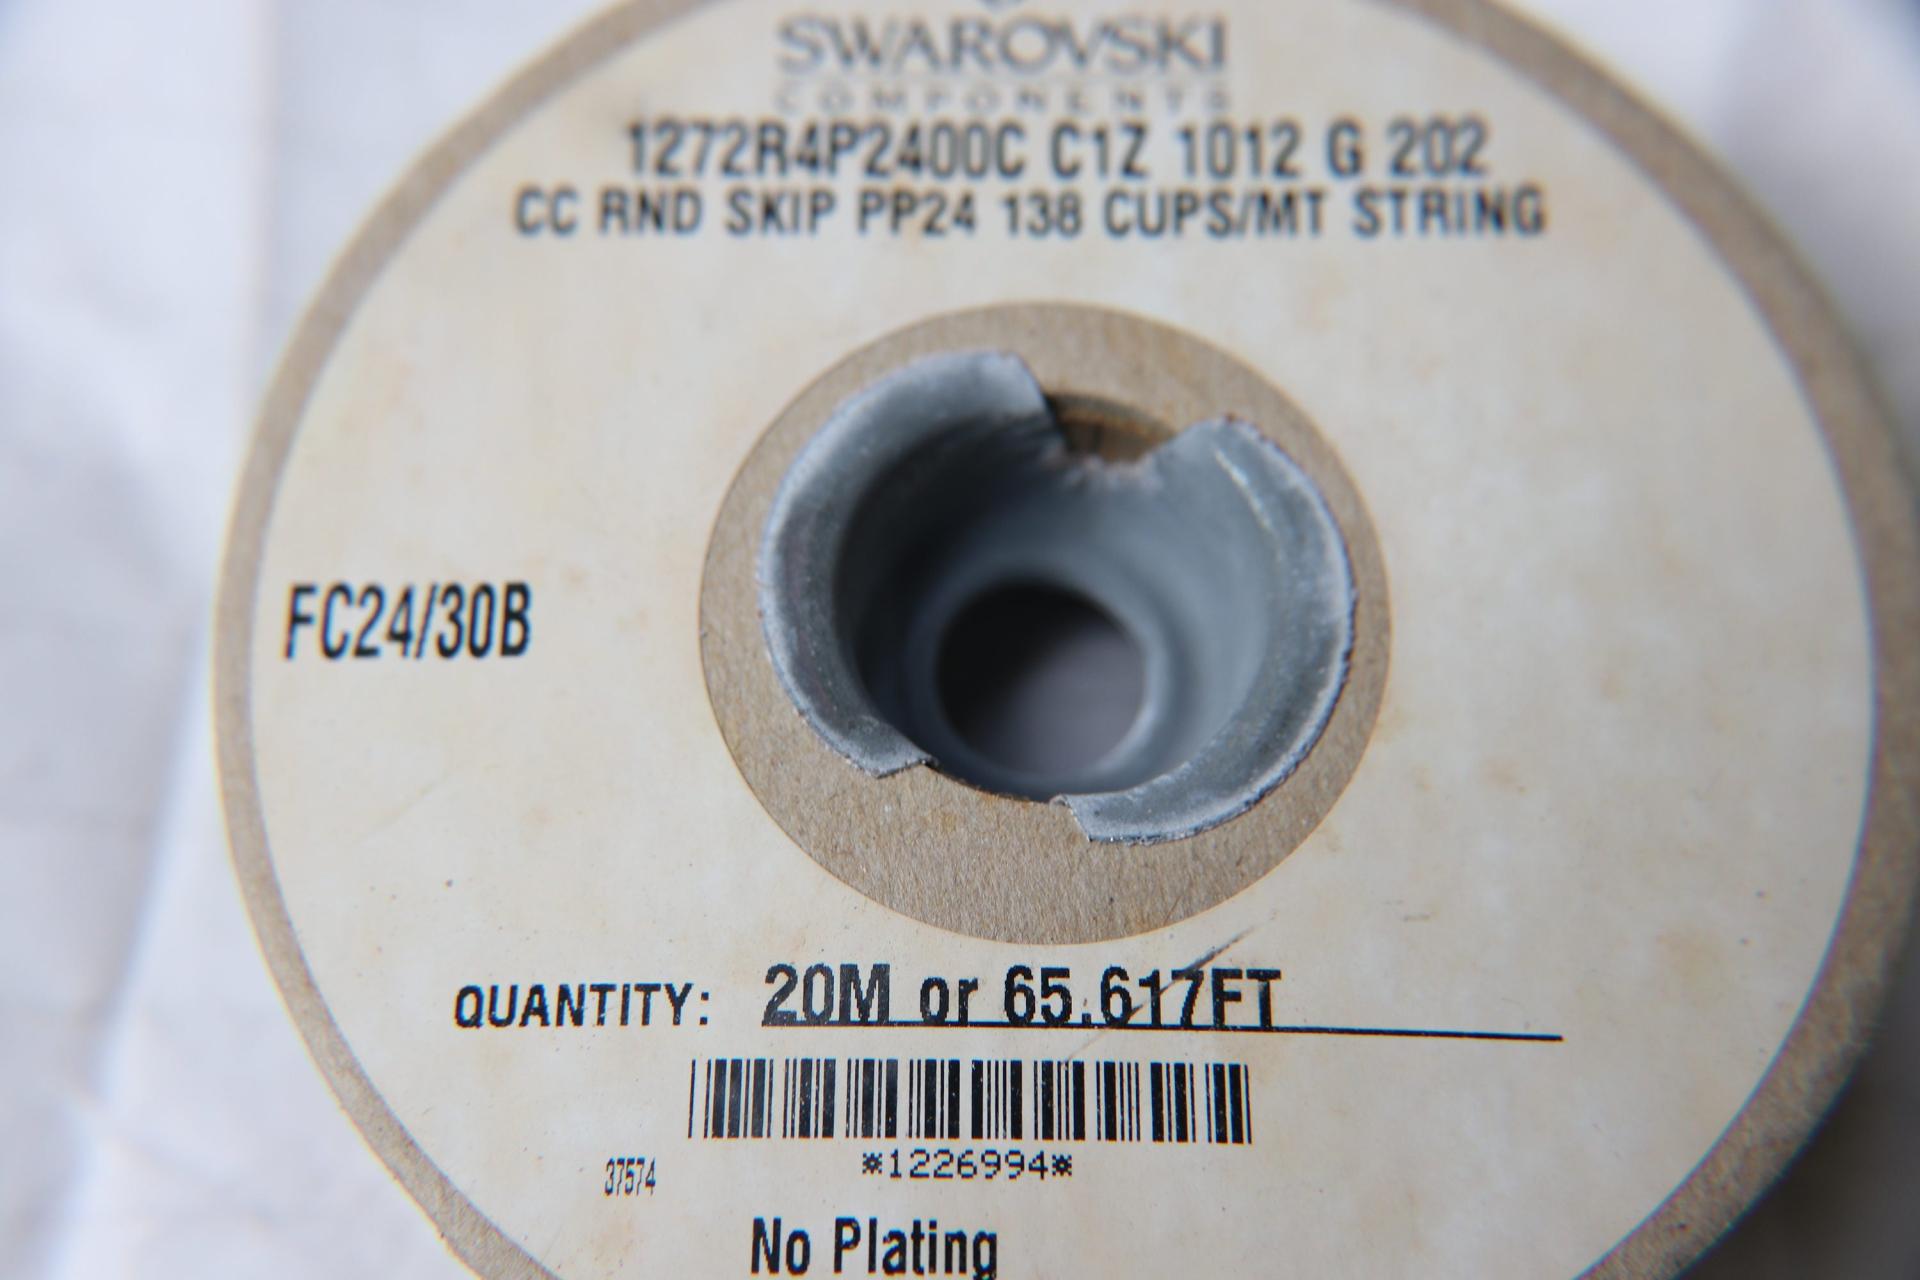 SWAROVSKI
COMPONENTS
1272R4P2400C C1Z 1012 G 202
CC RND SKIP PP24 138 CUPS/MT STRING
FC24/30B
QUANTITY: 20M or 65.617FT
*1226994*
37574
No Plating